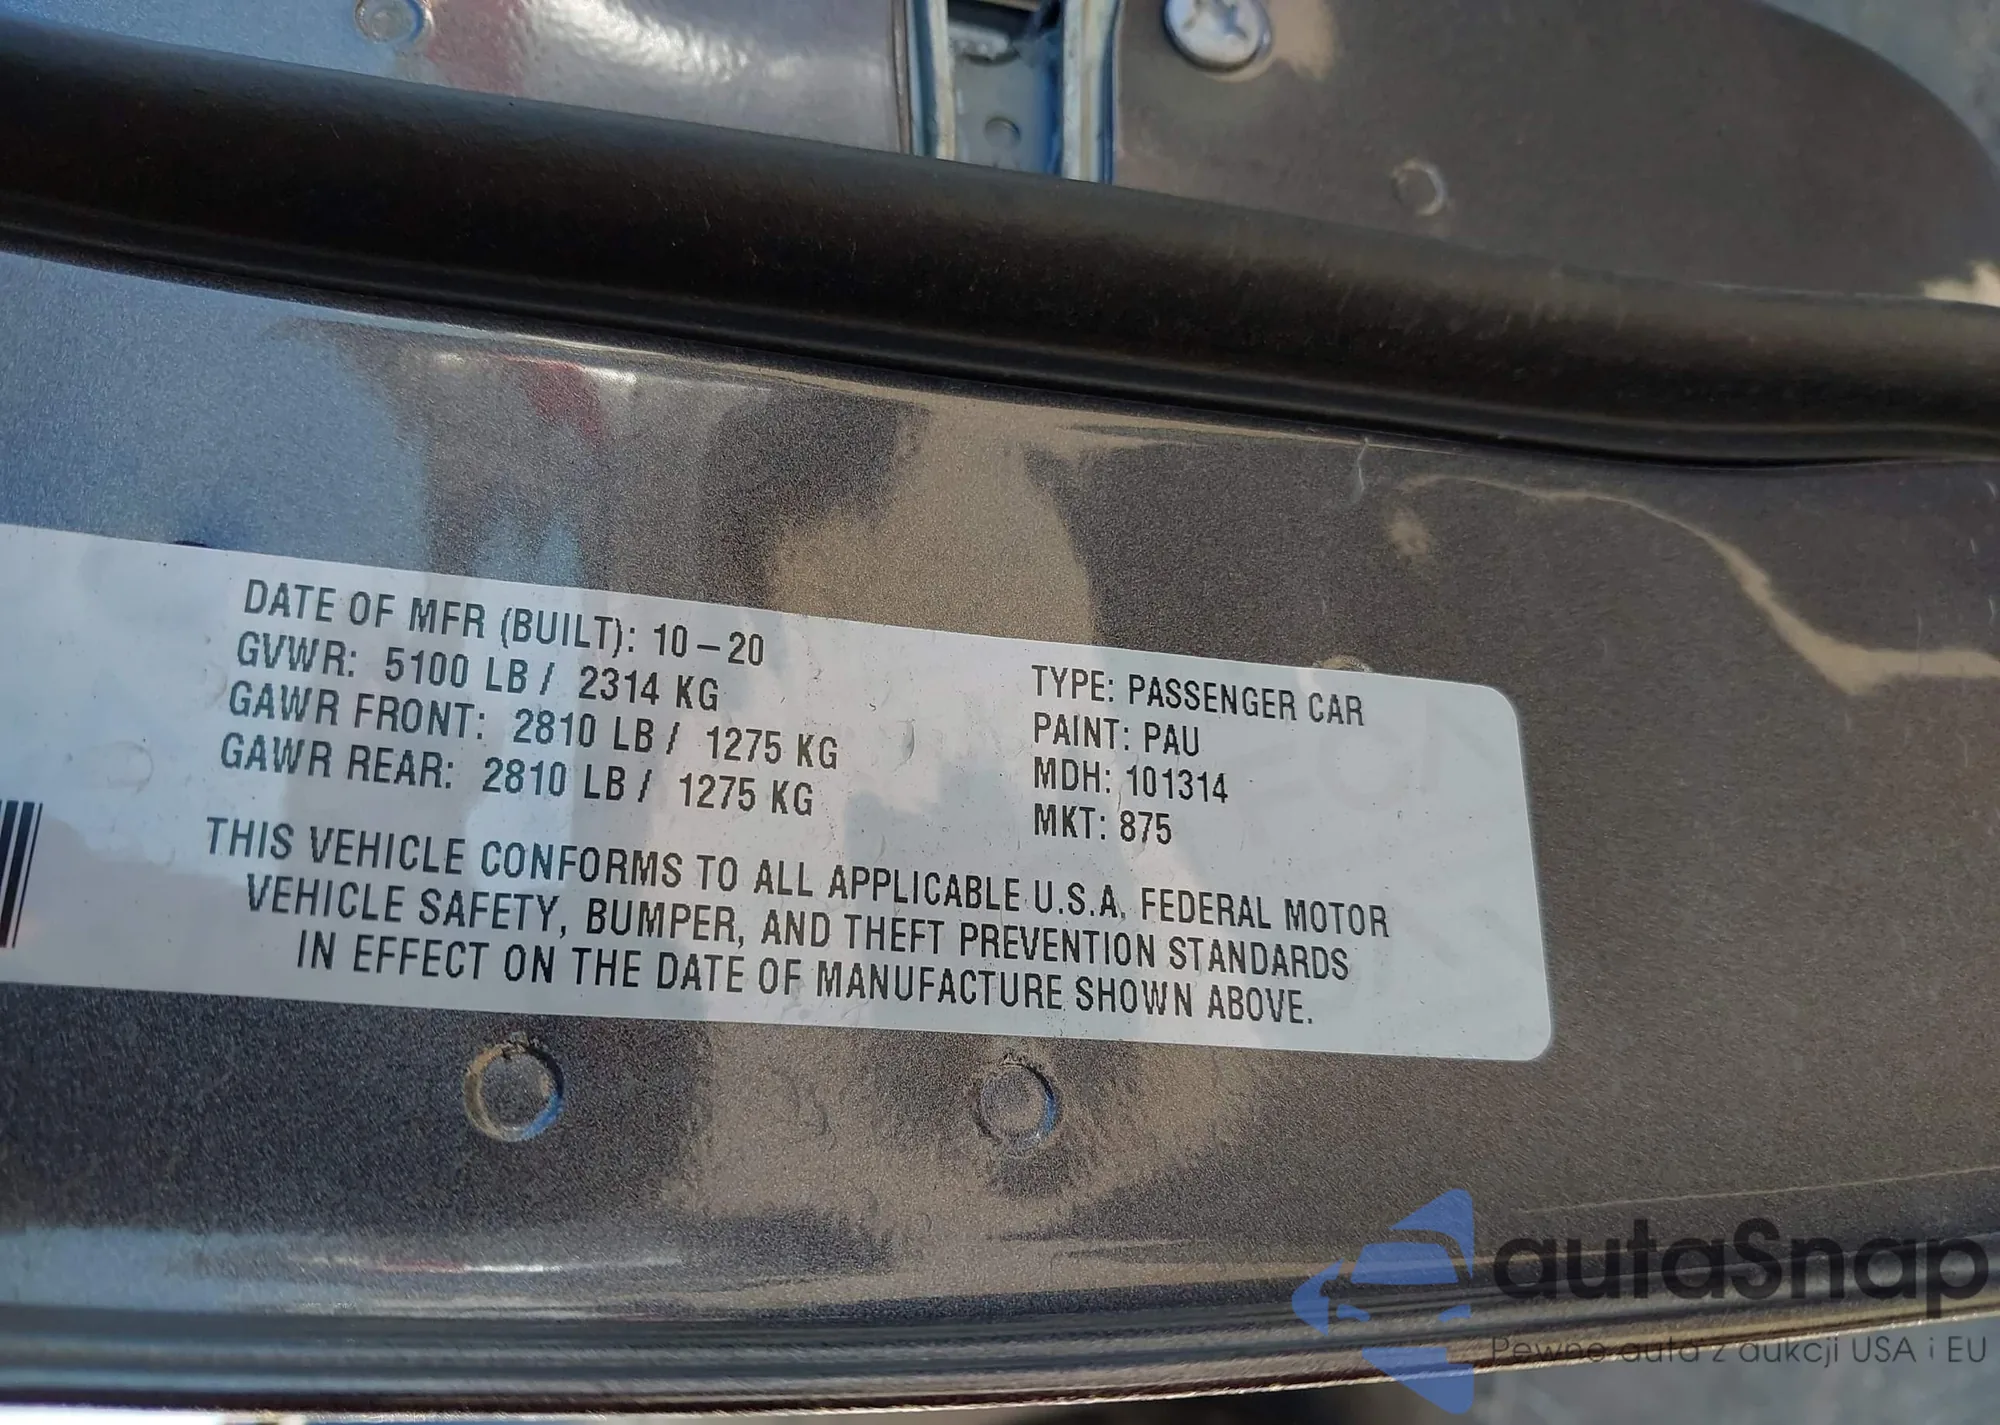 DATE OF MFR (BUILT): 10-20
GVWR: 5100 LB / 2314 KG
GAWR FRONT: 2810 LB / 1275 KG
GAWR REAR: 2810 LB / 1275 KG
TYPE: PASSENGER CAR
PAINT: PAU
MDH: 101314
MKT: 875
THIS VEHICLE CONFORMS TO ALL APPLICABLE U.S.A. FEDERAL MOTOR
VEHICLE SAFETY, BUMPER, AND THEFT PREVENTION STANDARDS
IN EFFECT ON THE DATE OF MANUFACTURE SHOWN ABOVE.
autaSnap
Pewne auta z aukcji USA i EU